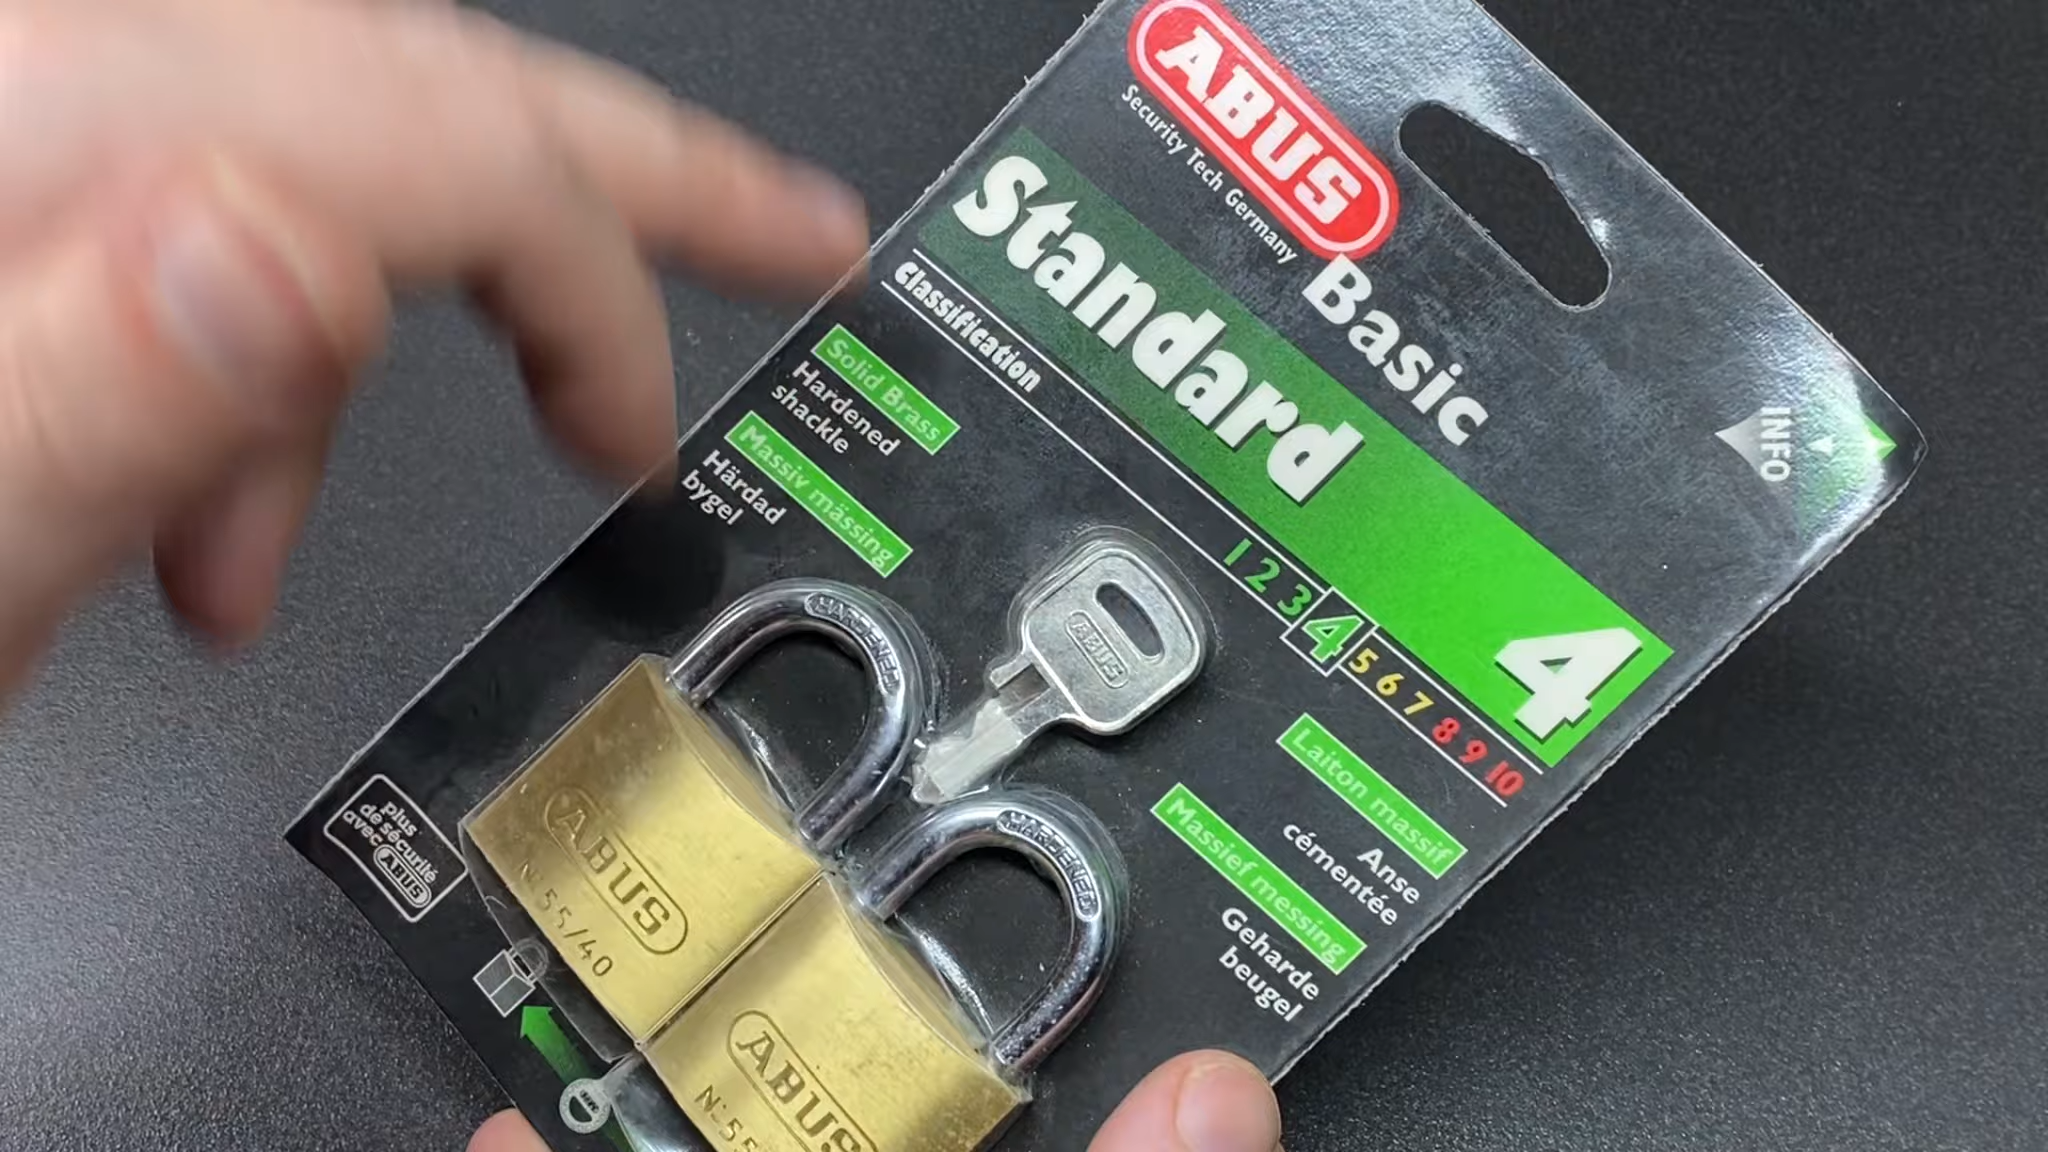 ABUS
Security Tech Germany
Basic
Standard
4
classification
1 2 3 4 5 6 7 8 9 10
INFO
Solid Brass
Hardened
shackle
Massiv mässing
Härdad
bygel
Laiton massif
Anse
cémentée
Massief messing
Geharde
beugel
ABUS
HARDENED
HARDENED
ABUS
N: 55/40
ABUS
N: 55
plus
de sécurité
avec ABUS